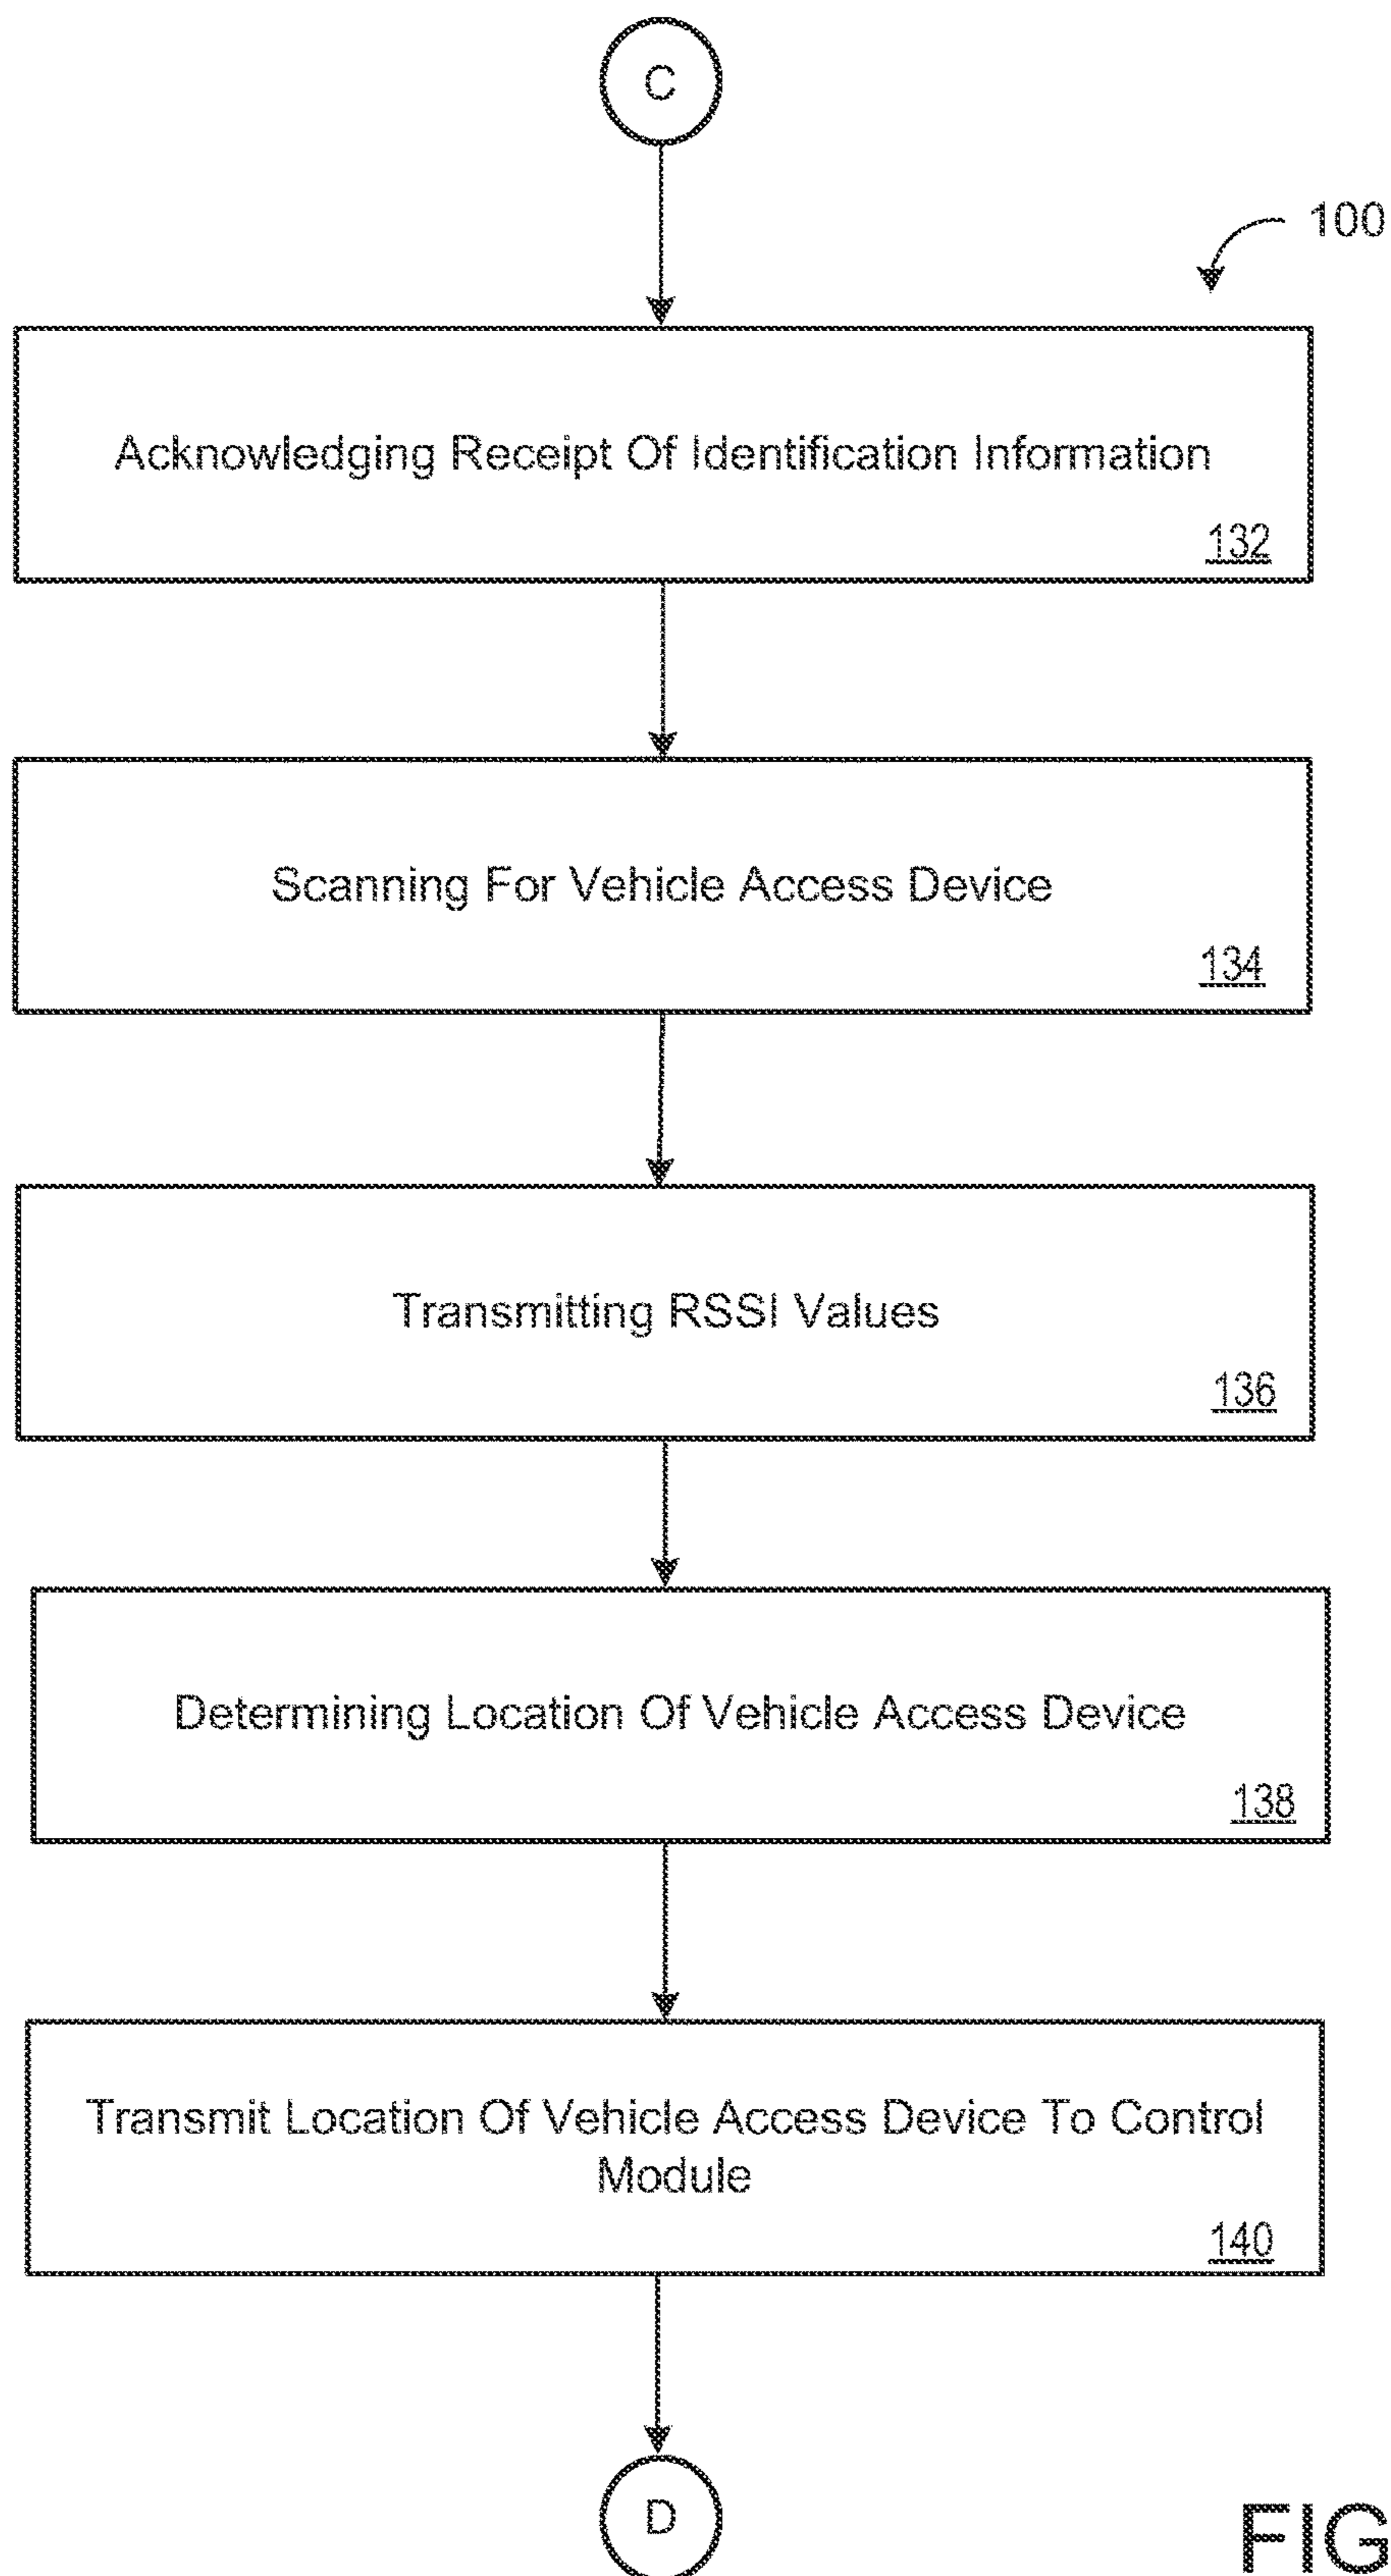 C
100
Acknowledging Receipt Of Identification Information
132
Scanning For Vehicle Access Device
134
Transmitting RSSI Values
136
Determining Location Of Vehicle Access Device
138
Transmit Location Of Vehicle Access Device To Control
Module
140
D
FIG